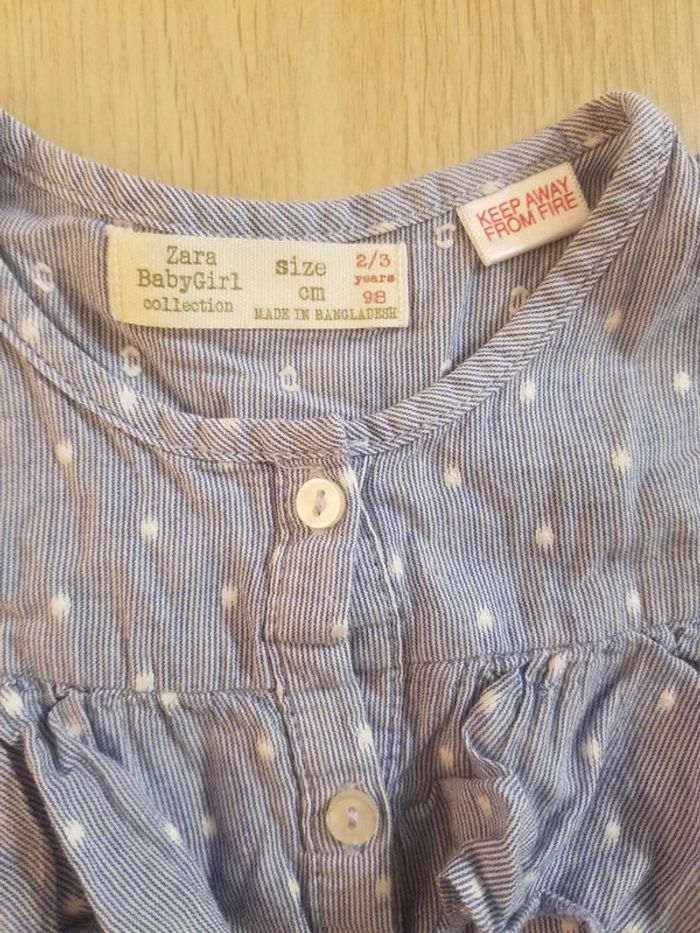 Zara
BabyGirl
collection
size
cm
2/3
years
98
MADE IN BANGLADESH
KEEP AWAY
FROM FIRE